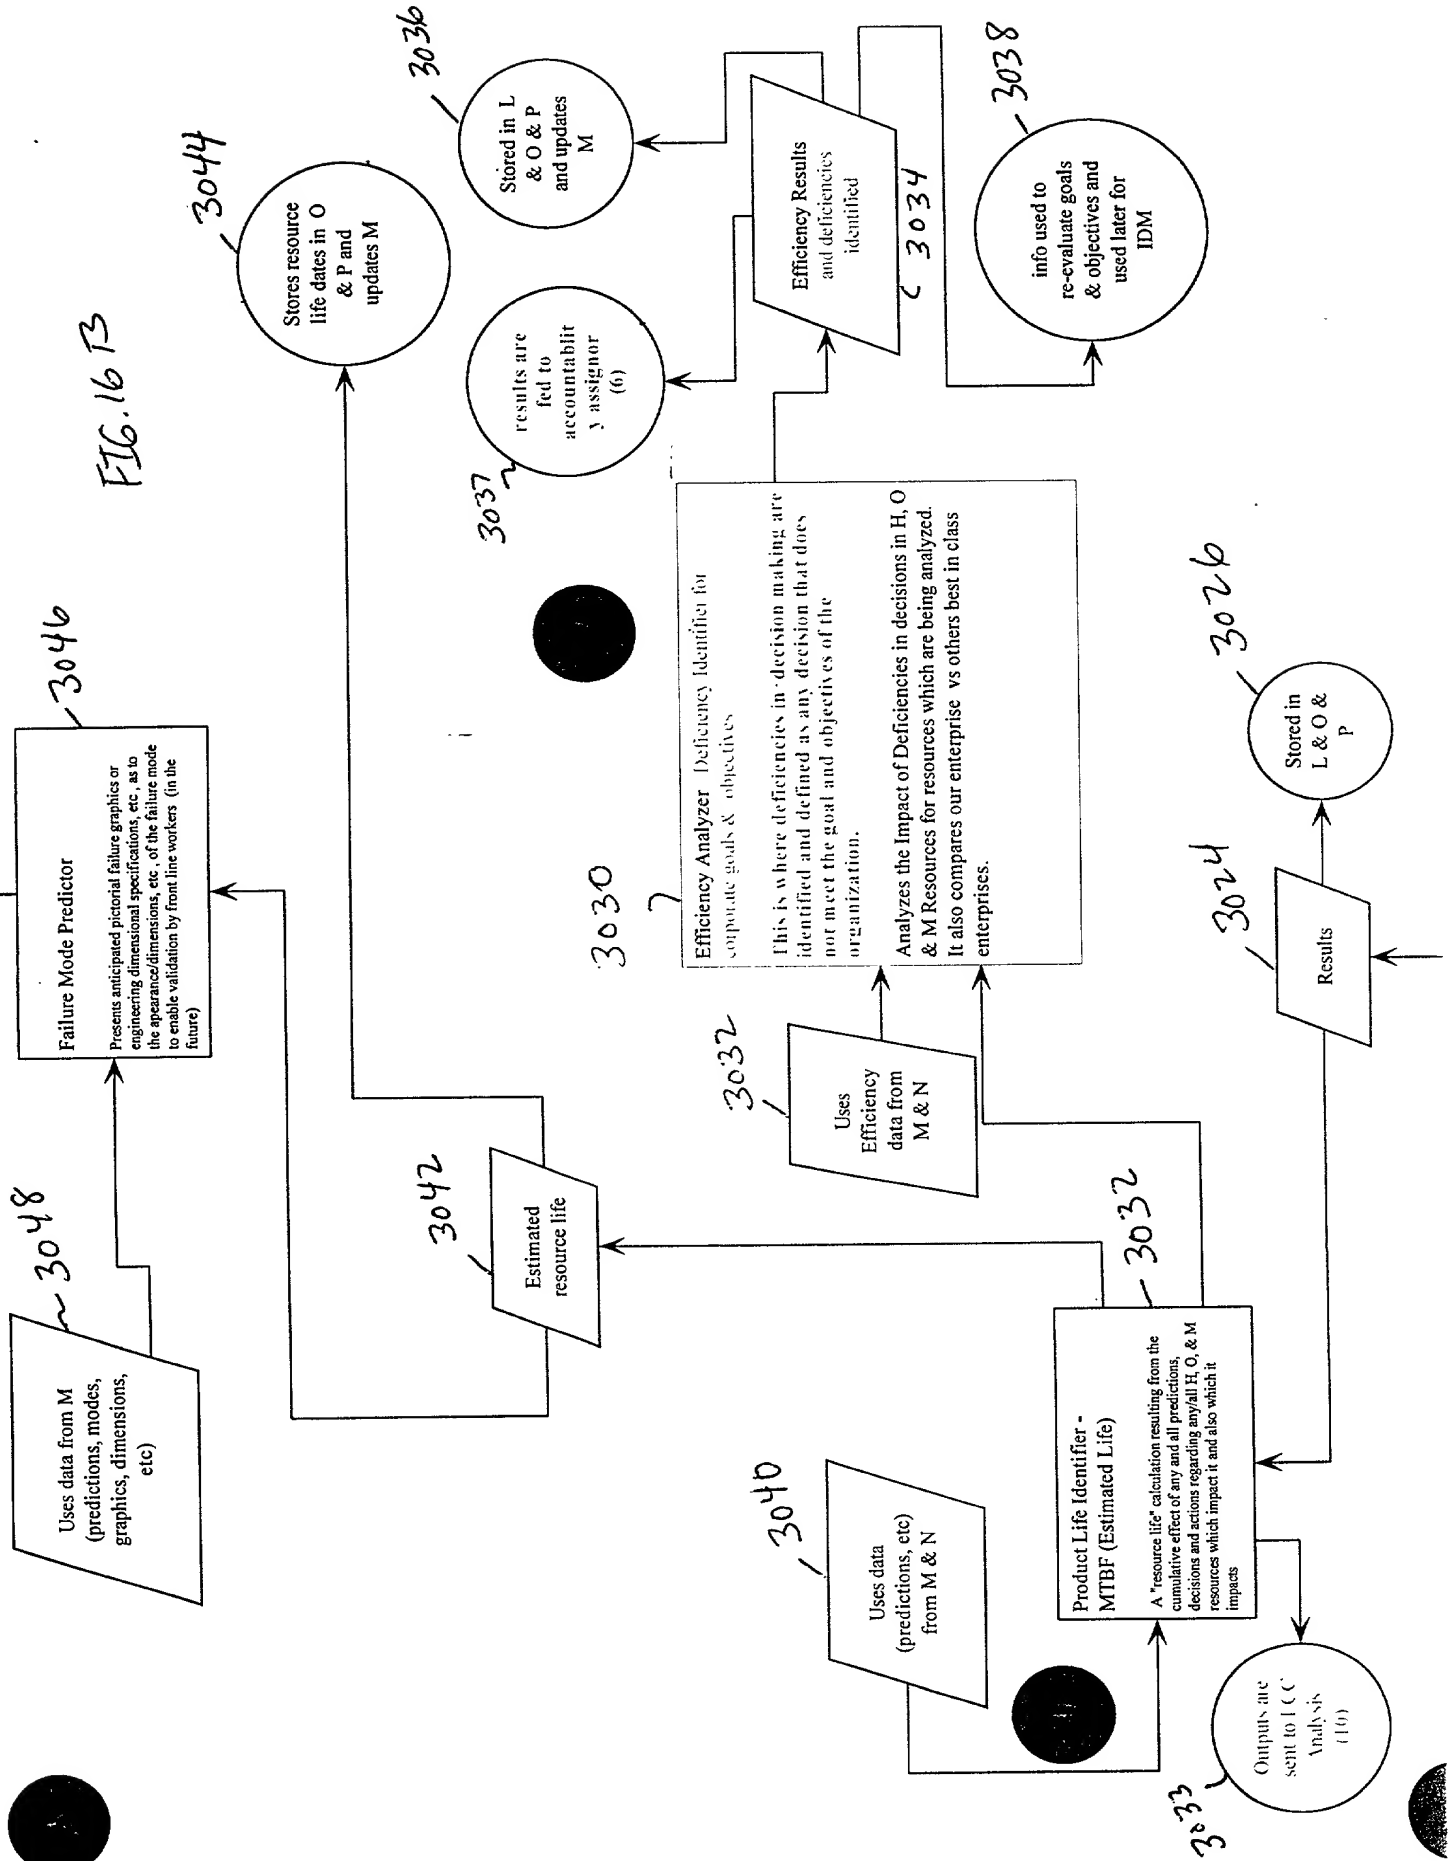 FIG. 16 B
3048
Uses data from M
(predictions, modes,
graphics, dimensions,
etc)
3046
Failure Mode Predictor
Presents anticipated pictorial failure graphics or
engineering dimensional specifications, etc, as to
the apearance/dimensions, etc, of the failure mode
to enable validation by front line workers (in the
future)
3044
Stores resource
life dates in O
& P and
updates M
3042
Estimated
resource life
3036
Stored in L
& O & P
and updates
M
3037
results are
fed to
accountablit
y assignor
(6)
3034
Efficiency Results
and deficiencies
identified
3038
info used to
re-evaluate goals
& objectives and
used later for
IDM
3030
Efficiency Analyzer Deficiency Identifier for
corporate goals & objectives
This is where deficiencies in decision making are
identified and defined as any decision that does
not meet the goal and objectives of the
organization.
Analyzes the Impact of Deficiencies in decisions in H, O
& M Resources for resources which are being analyzed.
It also compares our enterprise vs others best in class
enterprises.
3032
Uses
Efficiency
data from
M & N
3040
Uses data
(predictions, etc)
from M & N
3032
Product Life Identifier -
MTBF (Estimated Life)
A "resource life" calculation resulting from the
cumulative effect of any and all predictions,
decisions and actions regarding any/all H, O, & M
resources which impact it and also which it
impacts
3033
Outputs are
sent to LCC
Analysis
(10)
3024
Results
3026
Stored in
L & O &
P